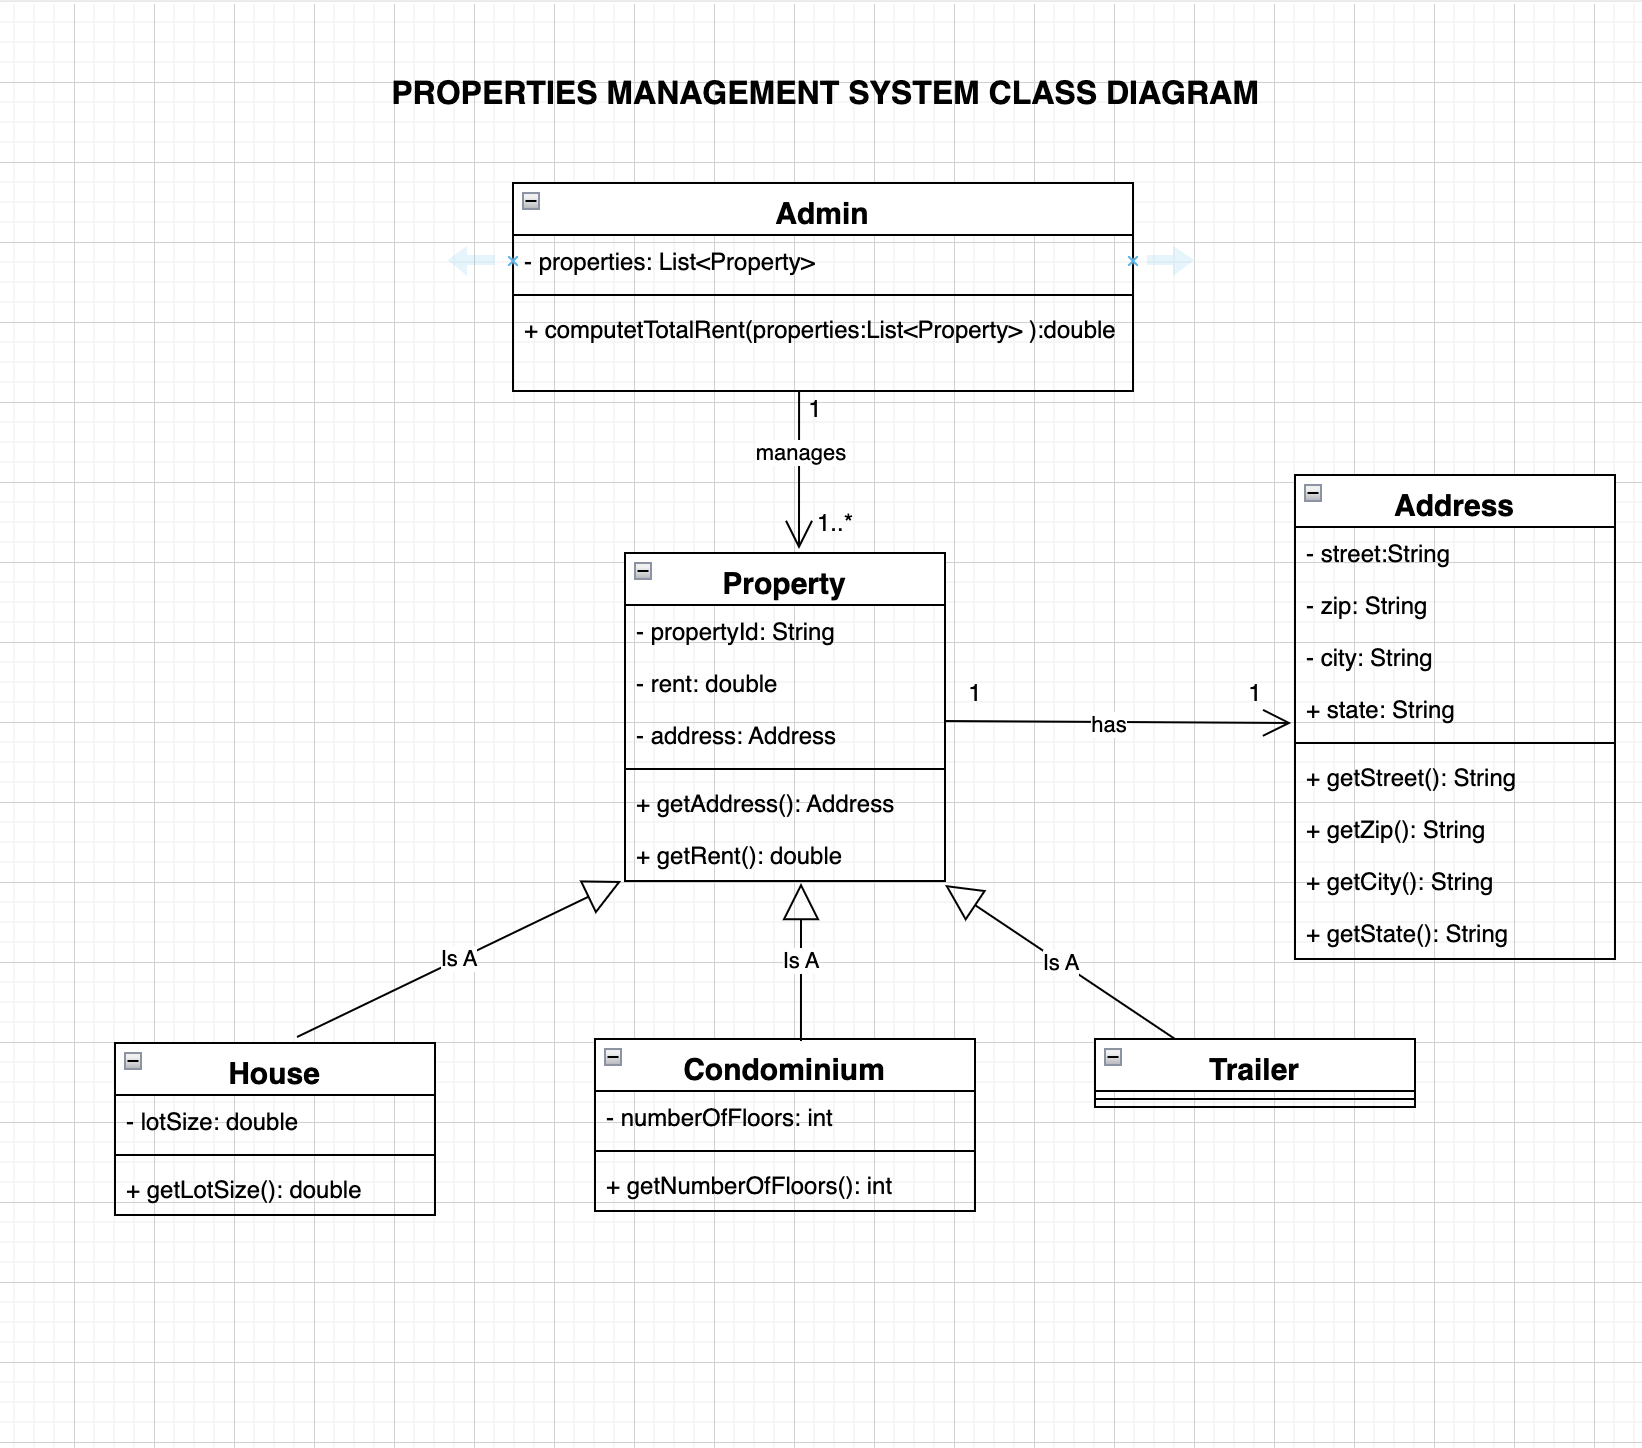 PROPERTIES MANAGEMENT SYSTEM CLASS DIAGRAM
Admin
- properties: List<Property>
+ computetTotalRent(properties:List<Property> ):double
1
manages
1..*
Property
- propertyId: String
- rent: double
- address: Address
+ getAddress(): Address
+ getRent(): double
1
has
1
Address
- street:String
- zip: String
- city: String
+ state: String
+ getStreet(): String
+ getZip(): String
+ getCity(): String
+ getState(): String
Is A
Is A
Is A
House
- lotSize: double
+ getLotSize(): double
Condominium
- numberOfFloors: int
+ getNumberOfFloors(): int
Trailer